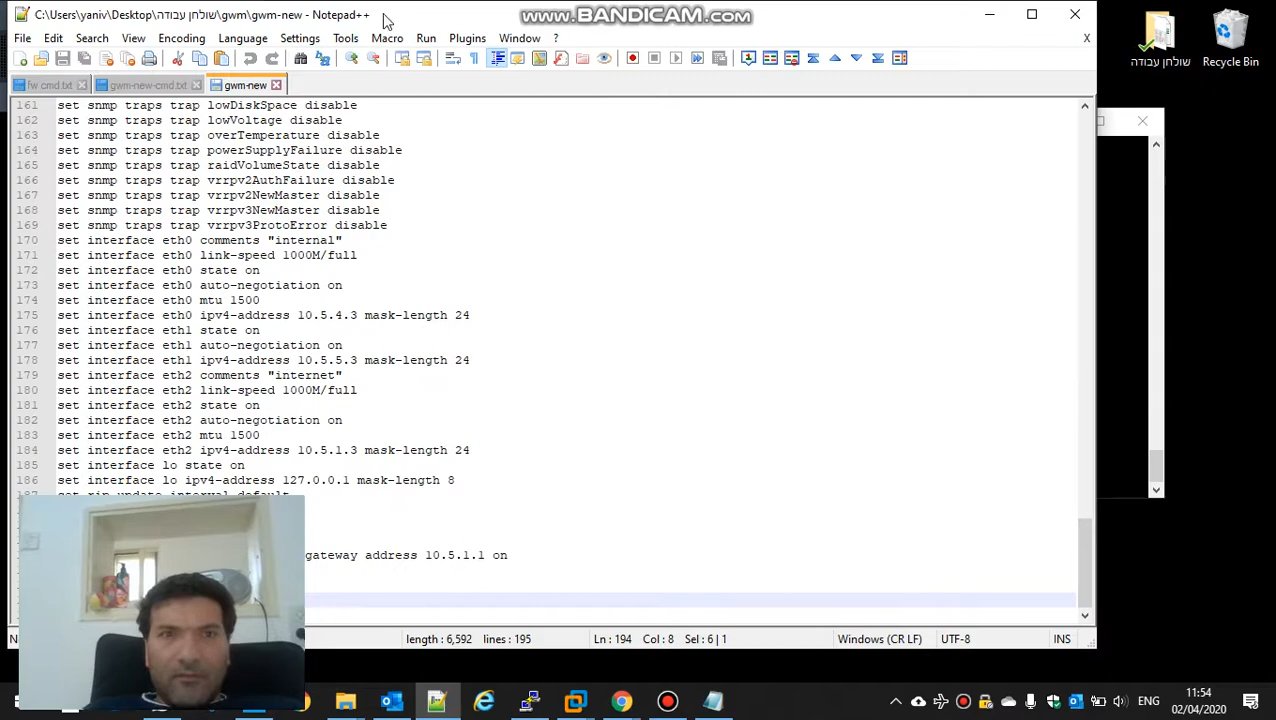 C:\Users\yaniv\Desktop\שולחן עבודה\gwm\gwm-new - Notepad++
www.BANDICAM.com
File Edit Search View Encoding Language Settings Tools Macro Run Plugins Window ? X
fw cmd.txt gwm-new-cmd.txt gwm-new
161 set snmp traps trap lowDiskSpace disable
162 set snmp traps trap lowVoltage disable
163 set snmp traps trap overTemperature disable
164 set snmp traps trap powerSupplyFailure disable
165 set snmp traps trap raidVolumeState disable
166 set snmp traps trap vrrpv2AuthFailure disable
167 set snmp traps trap vrrpv2NewMaster disable
168 set snmp traps trap vrrpv3NewMaster disable
169 set snmp traps trap vrrpv3ProtoError disable
170 set interface eth0 comments "internal"
171 set interface eth0 link-speed 1000M/full
172 set interface eth0 state on
173 set interface eth0 auto-negotiation on
174 set interface eth0 mtu 1500
175 set interface eth0 ipv4-address 10.5.4.3 mask-length 24
176 set interface eth1 state on
177 set interface eth1 auto-negotiation on
178 set interface eth1 ipv4-address 10.5.5.3 mask-length 24
179 set interface eth2 comments "internet"
180 set interface eth2 link-speed 1000M/full
181 set interface eth2 state on
182 set interface eth2 auto-negotiation on
183 set interface eth2 mtu 1500
184 set interface eth2 ipv4-address 10.5.1.3 mask-length 24
185 set interface lo state on
186 set interface lo ipv4-address 127.0.0.1 mask-length 8
187 set rip update interval default
gateway address 10.5.1.1 on
length : 6,592 lines : 195 Ln : 194 Col : 8 Sel : 6 | 1 Windows (CR LF) UTF-8 INS
שולחן עבודה
Recycle Bin
ENG
11:54
02/04/2020